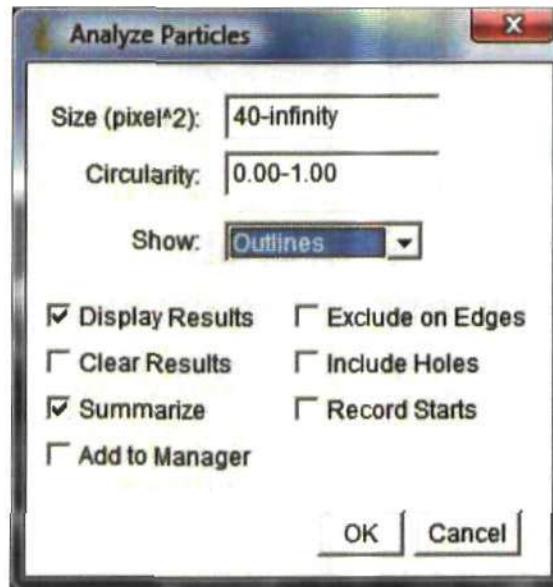 Analyze Particles
Size (pixel^2): 40-infinity
Circularity: 0.00-1.00
Show: Outlines
Display Results Exclude on Edges
Clear Results Include Holes
Summarize Record Starts
Add to Manager
OK Cancel